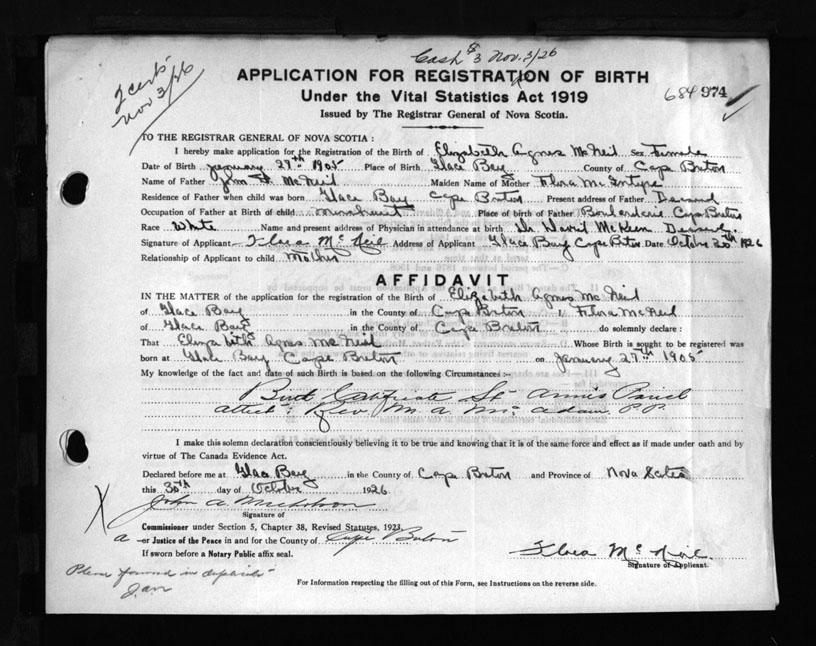 Cash $3 Nov. 3/26
2 certs
Nov 3/26
APPLICATION FOR REGISTRATION OF BIRTH
684 974
Under the Vital Statistics Act 1919
Issued by The Registrar General of Nova Scotia.
TO THE REGISTRAR GENERAL OF NOVA SCOTIA :
I hereby make application for the Registration of the Birth of Elizabeth Agnes McNeil Sex Female
Date of Birth January 27th 1905 Place of Birth Glace Bay County of Cape Breton
Name of Father John McNeil Maiden Name of Mother Flora McIntyre
Residence of Father when child was born Glace Bay Cape Breton Present address of Father Deceased
Occupation of Father at Birth of child Place of birth of Father Boularderie Cape Breton
Race White Name and present address of Physician in attendance at birth Dr. David McKeen Deceased.
Signature of Applicant Flora McNeil Address of Applicant Glace Bay Cape Breton Date October 30th 1926
Relationship of Applicant to child Mother
AFFIDAVIT
IN THE MATTER of the application for the registration of the Birth of Elizabeth Agnes McNeil
of Glace Bay in the County of Cape Breton I Flora McNeil
of Glace Bay in the County of Cape Breton do solemnly declare :
That Elizabeth Agnes McNeil Whose Birth is sought to be registered was
born at Glace Bay Cape Breton on January 27th 1905
My knowledge of the fact and date of such Birth is based on the following Circumstances :-
Birth Certificate St Ann's
attest: Rev. M. A. McAdam P.P.
I make this solemn declaration conscientiously believing it to be true and knowing that it is of the same force and effect as if made under oath and by
virtue of The Canada Evidence Act.
Declared before me at Glace Bay in the County of Cape Breton and Province of Nova Scotia
this 30th day of October 1926
John A.
Signature of
Commissioner under Section 5, Chapter 38, Revised Statutes, 1923,
a or Justice of the Peace in and for the County of Cape Breton
If sworn before a Notary Public affix seal.
Flora McNeil.
Signature of Applicant.
Please in duplicate
For Information respecting the filling out of this Form, see Instructions on the reverse side.